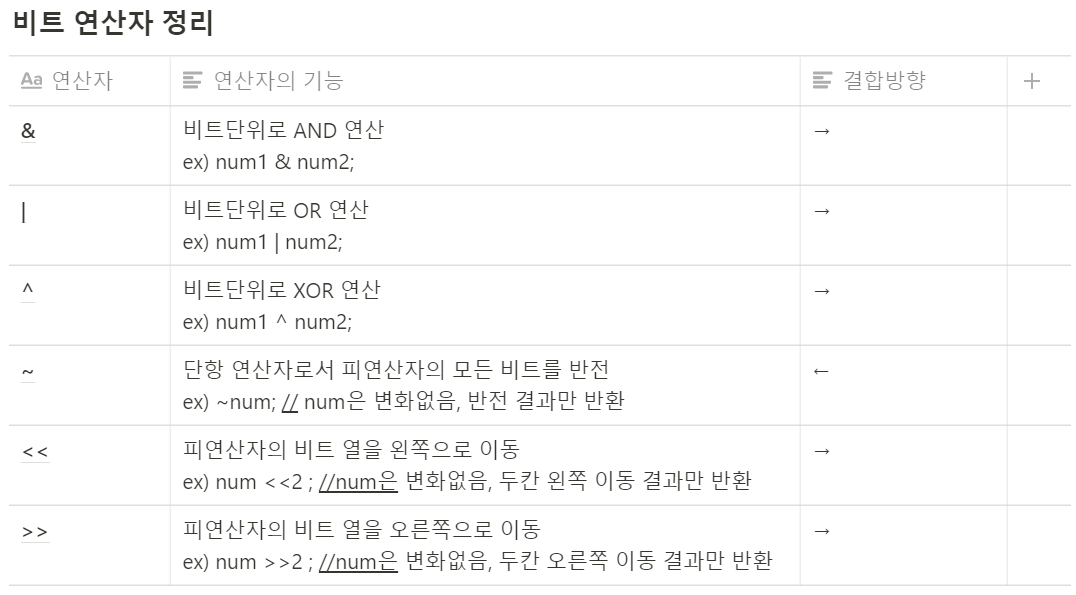 비트 연산자 정리
Aa 연산자 연산자의 기능 결합방향 +
& 비트단위로 AND 연산 →
ex) num1 & num2;
| 비트단위로 OR 연산 →
ex) num1 | num2;
^ 비트단위로 XOR 연산 →
ex) num1 ^ num2;
~ 단항 연산자로서 피연산자의 모든 비트를 반전 ←
ex) ~num; // num은 변화없음, 반전 결과만 반환
<< 피연산자의 비트 열을 왼쪽으로 이동 →
ex) num <<2 ; //num은 변화없음, 두칸 왼쪽 이동 결과만 반환
>> 피연산자의 비트 열을 오른쪽으로 이동 →
ex) num >>2 ; //num은 변화없음, 두칸 오른쪽 이동 결과만 반환